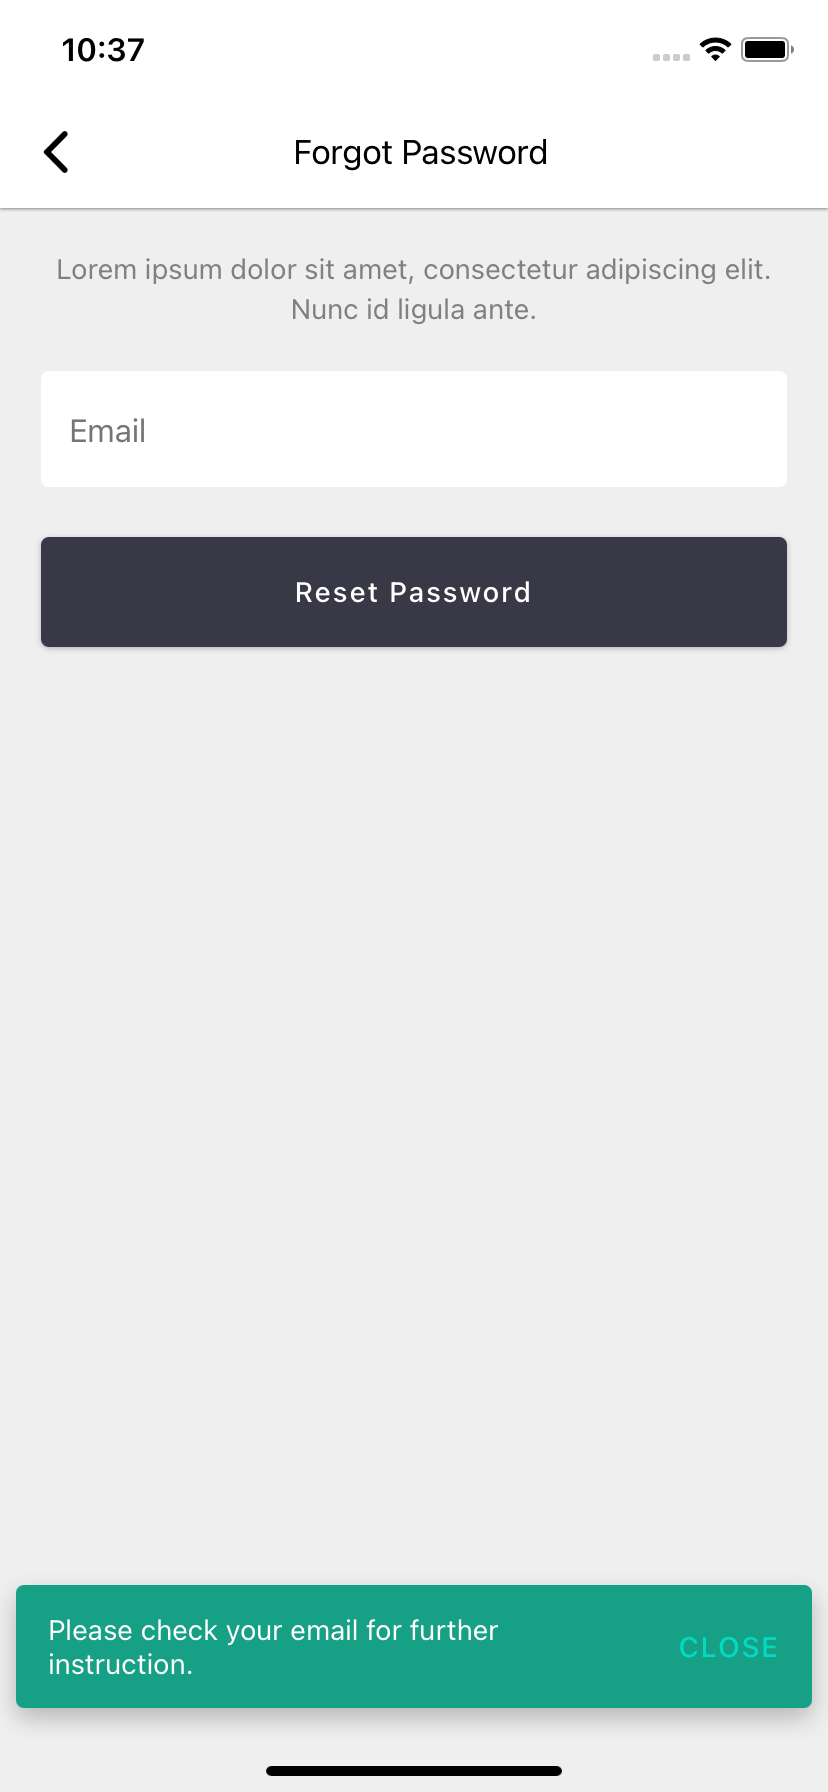 10:37
Forgot Password
Lorem ipsum dolor sit amet, consectetur adipiscing elit.
Nunc id ligula ante.
Email
Reset Password
Please check your email for further
instruction.
CLOSE